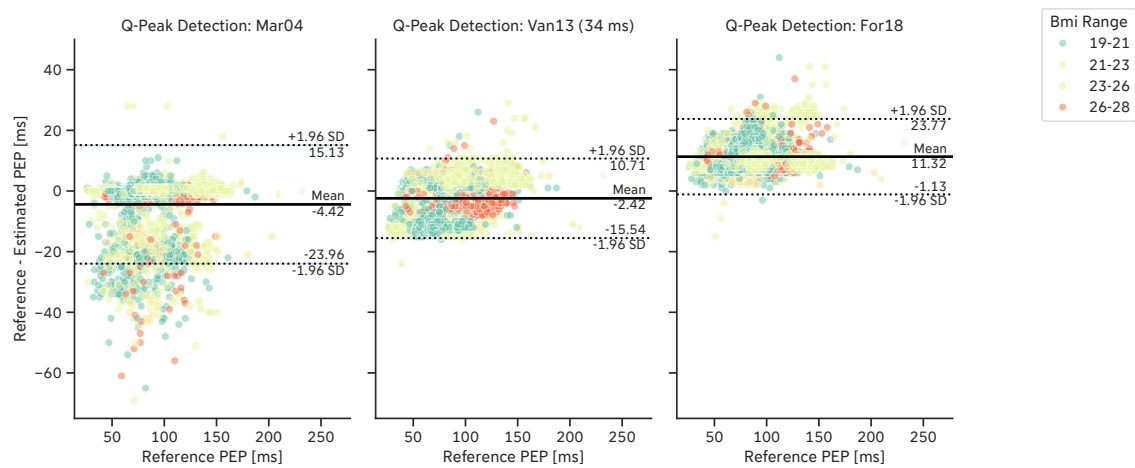 Q-Peak Detection: Mar04
Q-Peak Detection: Van13 (34 ms)
Q-Peak Detection: For18
Bmi Range
19-21
21-23
23-26
26-28
Reference - Estimated PEP [ms]
40
20
0
−20
−40
−60
+1.96 SD
15.13
Mean
-4.42
-23.96
-1.96 SD
+1.96 SD
10.71
Mean
-2.42
-15.54
-1.96 SD
+1.96 SD
23.77
Mean
11.32
-1.13
-1.96 SD
50 100 150 200 250
50 100 150 200 250
50 100 150 200 250
Reference PEP [ms]
Reference PEP [ms]
Reference PEP [ms]